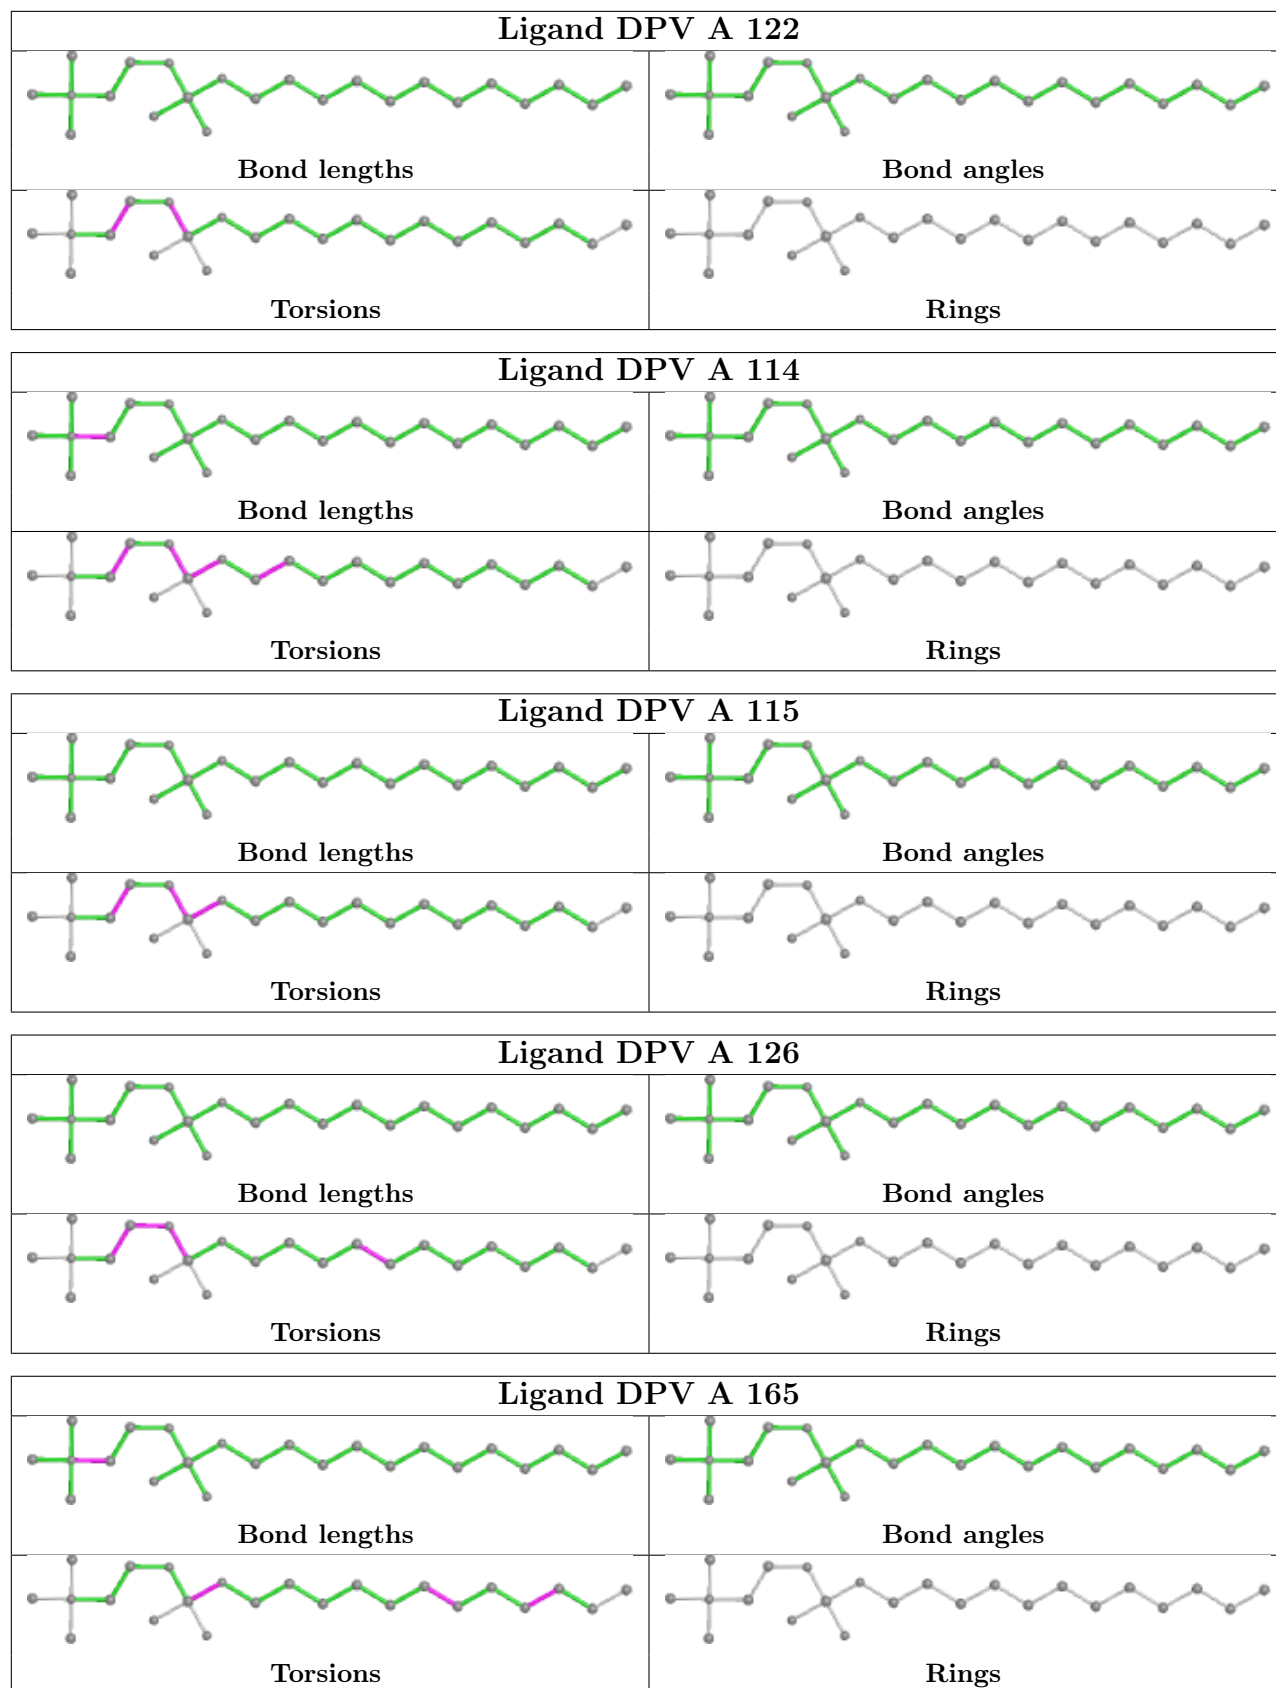 Ligand DPV A 122
Bond lengths
Bond angles
Torsions
Rings
Ligand DPV A 114
Bond lengths
Bond angles
Torsions
Rings
Ligand DPV A 115
Bond lengths
Bond angles
Torsions
Rings
Ligand DPV A 126
Bond lengths
Bond angles
Torsions
Rings
Ligand DPV A 165
Bond lengths
Bond angles
Torsions
Rings